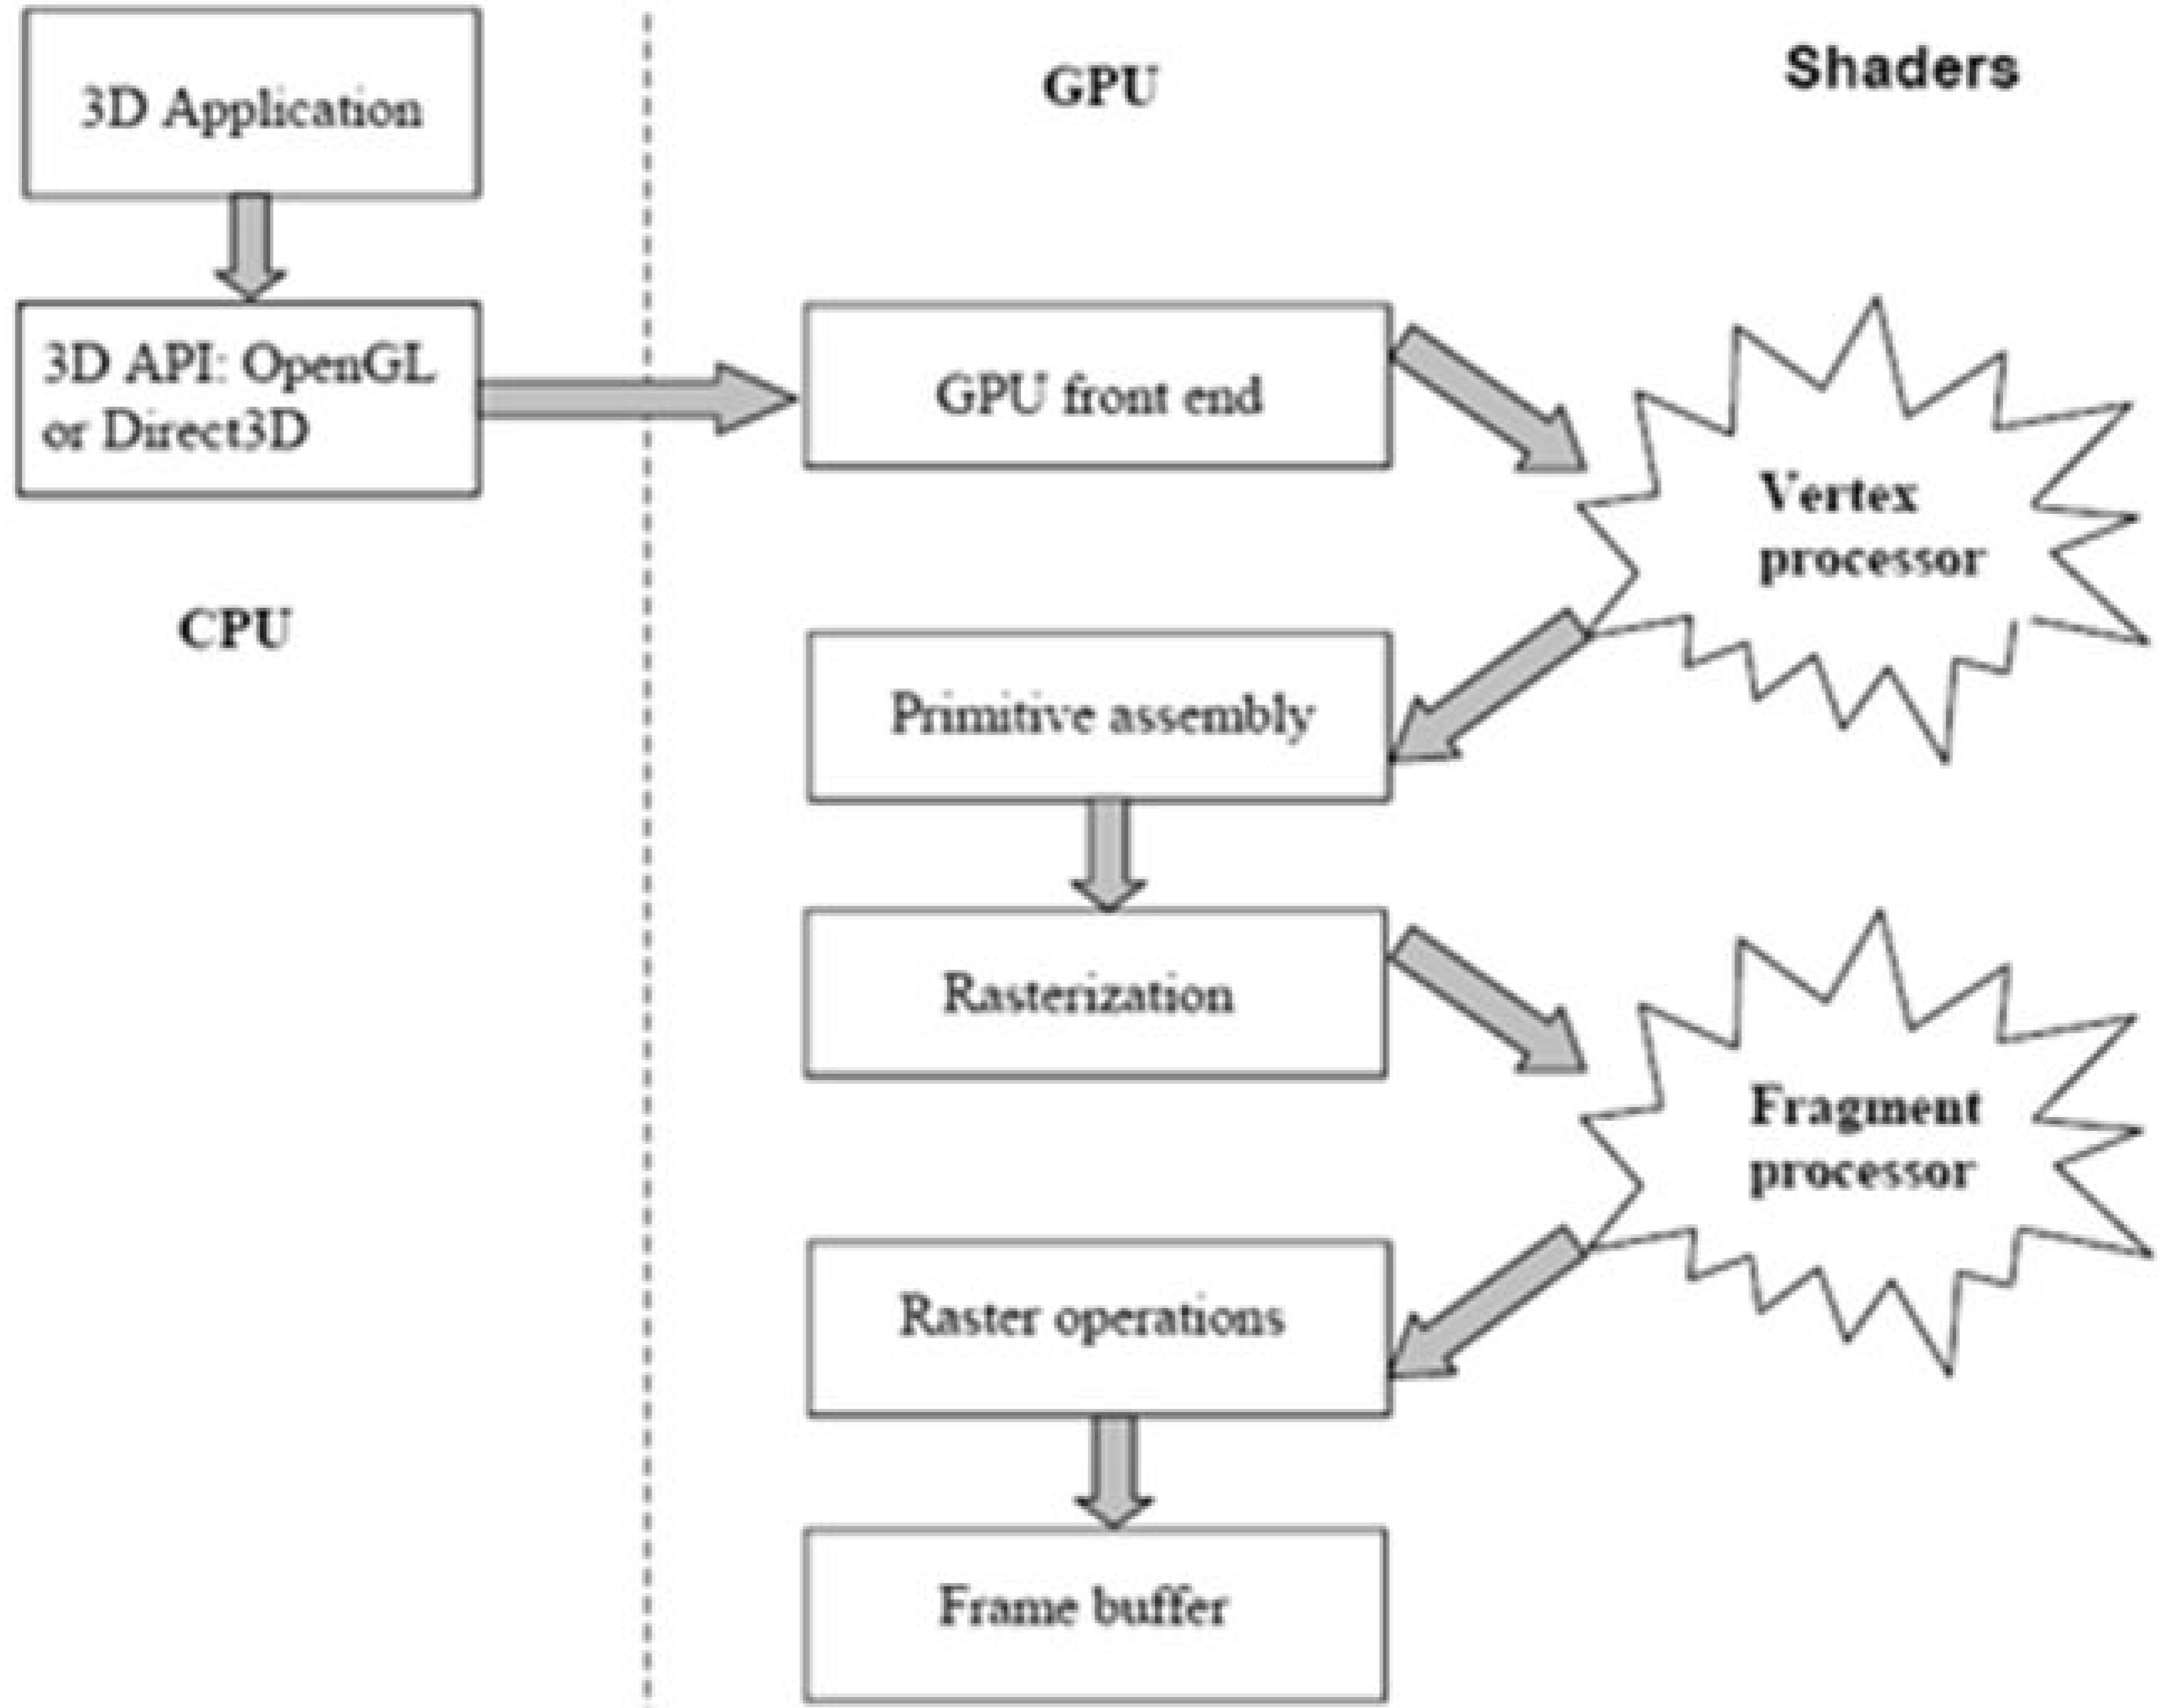 3D Application
GPU
Shaders
3D API: OpenGL
or Direct3D
GPU front end
Vertex
processor
CPU
Primitive assembly
Rasterization
Fragment
processor
Raster operations
Frame buffer